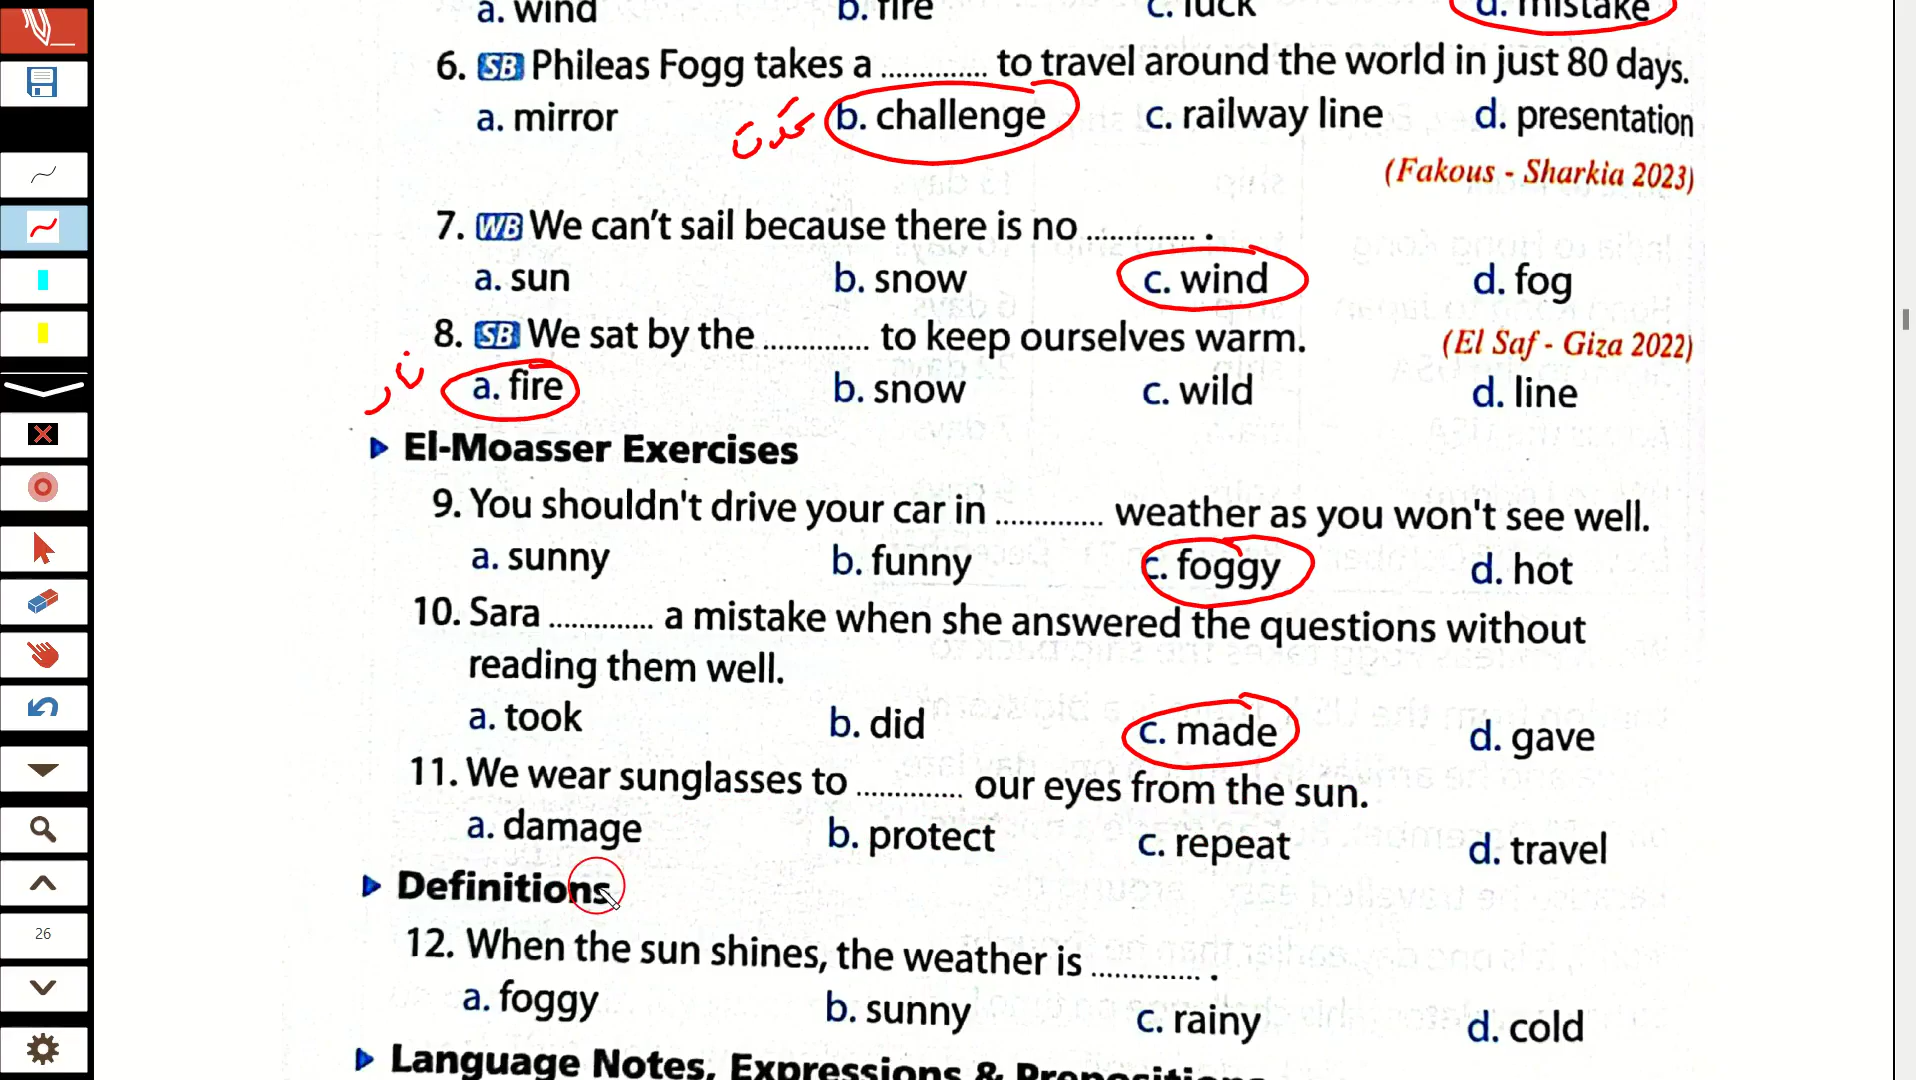 a. wind b. fire c. luck d. mistake
6. SB Phileas Fogg takes a .............. to travel around the world in just 80 days.
a. mirror b. challenge c. railway line d. presentation
تحدى
(Fakous - Sharkia 2023)
7. WB We can't sail because there is no .............. .
a. sun b. snow c. wind d. fog
8. SB We sat by the .............. to keep ourselves warm. (El Saf - Giza 2022)
نار
a. fire b. snow c. wild d. line
El-Moasser Exercises
9. You shouldn't drive your car in .............. weather as you won't see well.
a. sunny b. funny c. foggy d. hot
10. Sara .............. a mistake when she answered the questions without
reading them well.
a. took b. did c. made d. gave
11. We wear sunglasses to .............. our eyes from the sun.
a. damage b. protect c. repeat d. travel
Definitions
12. When the sun shines, the weather is .............. .
a. foggy b. sunny c. rainy d. cold
Language Notes, Expressions & Prepositions
26